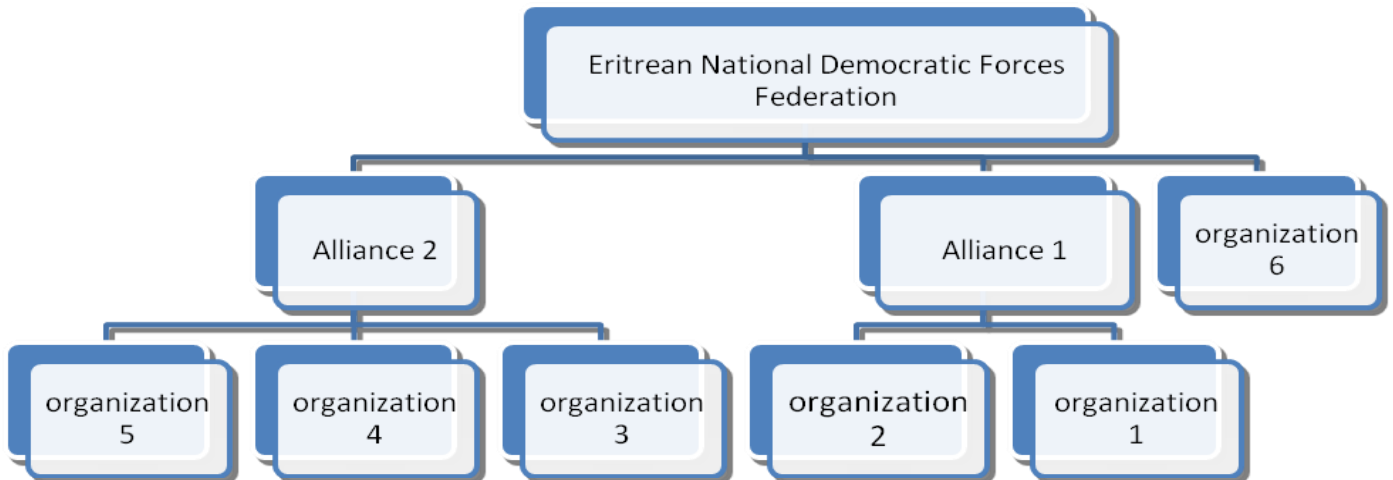 Eritrean National Democratic Forces
Federation
Alliance 2
Alliance 1
organization
6
organization
5
organization
4
organization
3
organization
2
organization
1